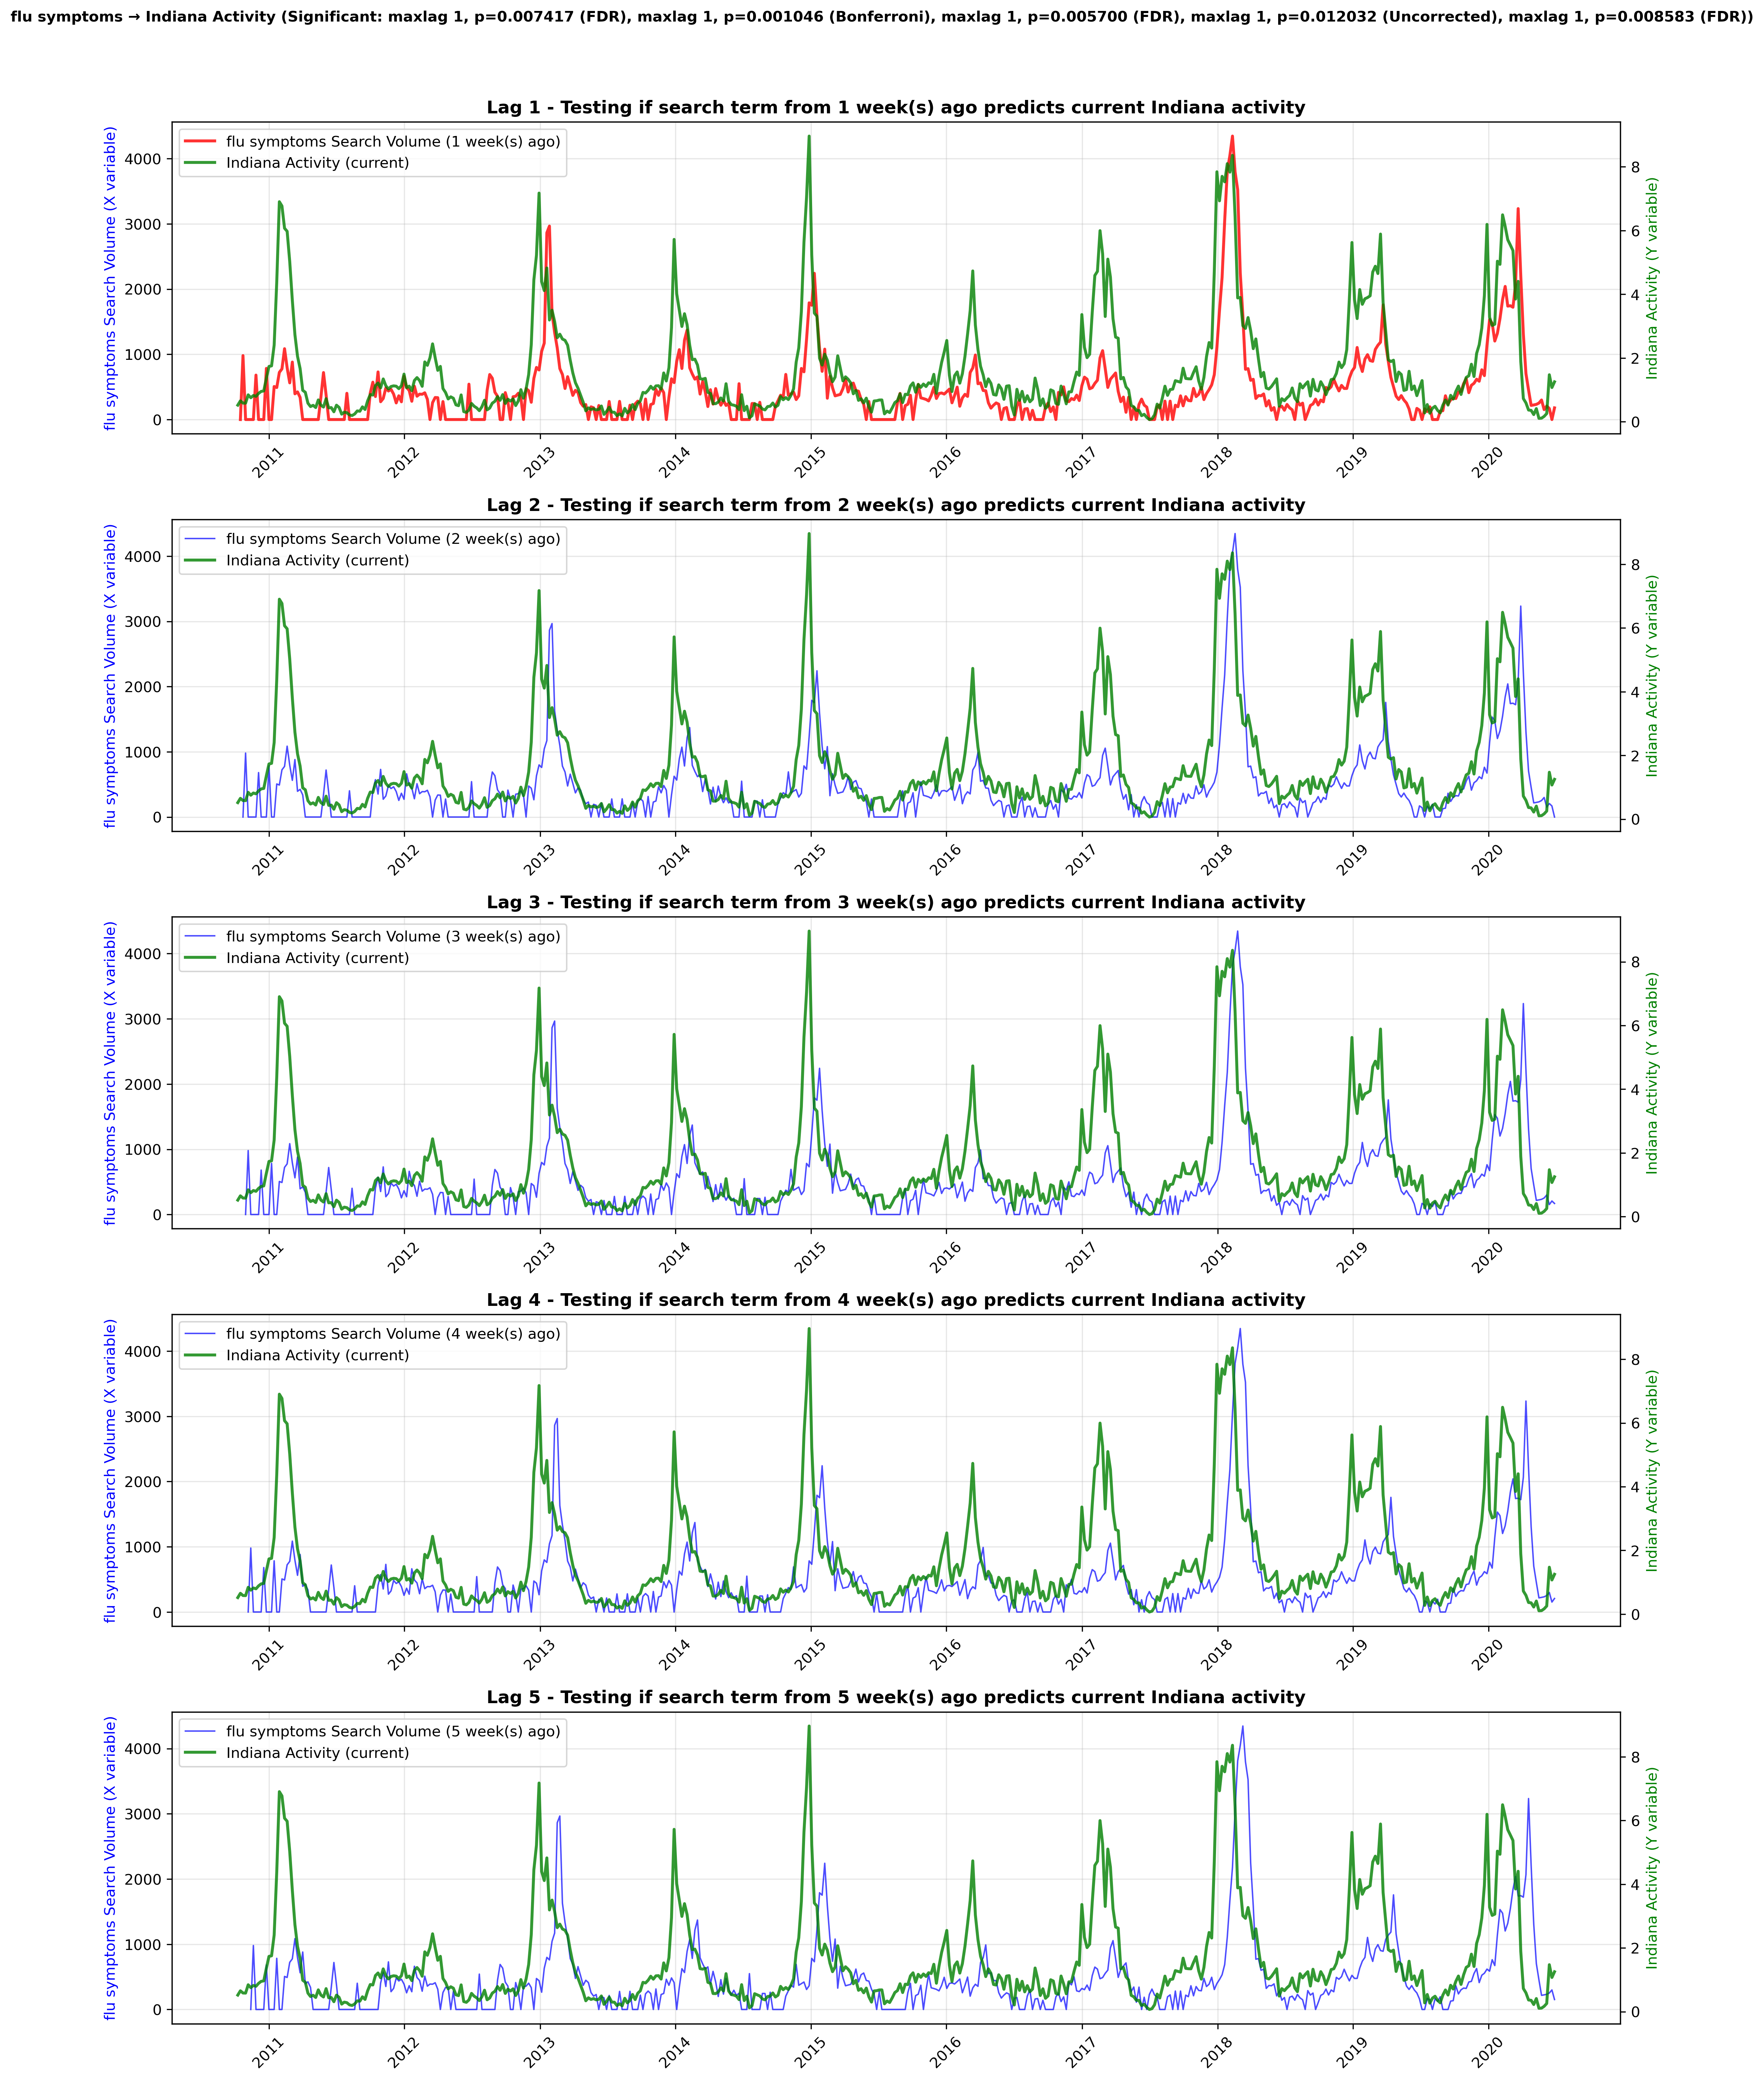 flu symptoms → Indiana Activity (Significant: maxlag 1, p=0.007417 (FDR), maxlag 1, p=0.001046 (Bonferroni), maxlag 1, p=0.005700 (FDR), maxlag 1, p=0.012032 (Uncorrected), maxlag 1, p=0.008583 (FDR))
Lag 1 - Testing if search term from 1 week(s) ago predicts current Indiana activity
flu symptoms Search Volume (1 week(s) ago)
Indiana Activity (current)
flu symptoms Search Volume (X variable)
4000
3000
2000
1000
0
8
6
4
2
0
Indiana Activity (Y variable)
2011 2012 2013 2014 2015 2016 2017 2018 2019 2020
Lag 2 - Testing if search term from 2 week(s) ago predicts current Indiana activity
flu symptoms Search Volume (2 week(s) ago)
Indiana Activity (current)
flu symptoms Search Volume (X variable)
4000
3000
2000
1000
0
8
6
4
2
0
Indiana Activity (Y variable)
2011 2012 2013 2014 2015 2016 2017 2018 2019 2020
Lag 3 - Testing if search term from 3 week(s) ago predicts current Indiana activity
flu symptoms Search Volume (3 week(s) ago)
Indiana Activity (current)
flu symptoms Search Volume (X variable)
4000
3000
2000
1000
0
8
6
4
2
0
Indiana Activity (Y variable)
2011 2012 2013 2014 2015 2016 2017 2018 2019 2020
Lag 4 - Testing if search term from 4 week(s) ago predicts current Indiana activity
flu symptoms Search Volume (4 week(s) ago)
Indiana Activity (current)
flu symptoms Search Volume (X variable)
4000
3000
2000
1000
0
8
6
4
2
0
Indiana Activity (Y variable)
2011 2012 2013 2014 2015 2016 2017 2018 2019 2020
Lag 5 - Testing if search term from 5 week(s) ago predicts current Indiana activity
flu symptoms Search Volume (5 week(s) ago)
Indiana Activity (current)
flu symptoms Search Volume (X variable)
4000
3000
2000
1000
0
8
6
4
2
0
Indiana Activity (Y variable)
2011 2012 2013 2014 2015 2016 2017 2018 2019 2020